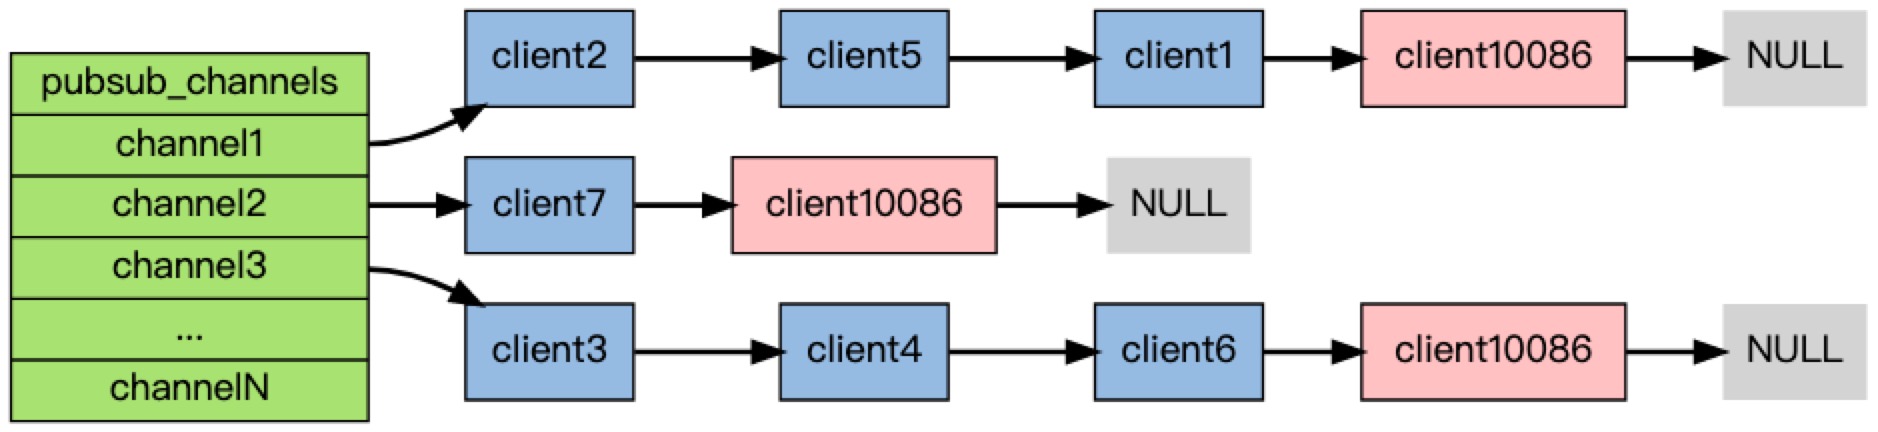 pubsub_channels
channel1
channel2
channel3
...
channelN
client2 client5 client1 client10086 NULL
client7 client10086 NULL
client3 client4 client6 client10086 NULL